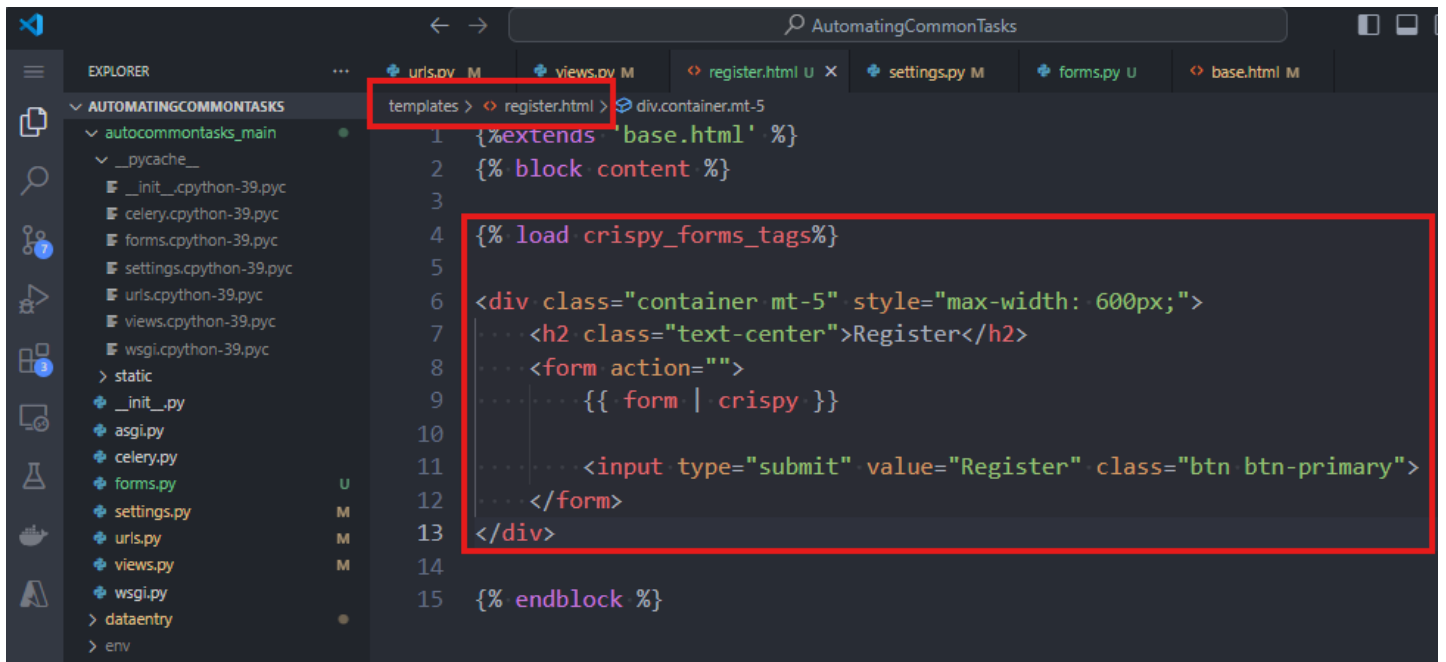 AutomatingCommonTasks
EXPLORER
urls.py M
views.py M
register.html U
settings.py M
forms.py U
base.html M
AUTOMATINGCOMMONTASKS
autocommontasks_main
__pycache__
__init__.cpython-39.pyc
celery.cpython-39.pyc
forms.cpython-39.pyc
settings.cpython-39.pyc
urls.cpython-39.pyc
views.cpython-39.pyc
wsgi.cpython-39.pyc
static
__init__.py
asgi.py
celery.py
forms.py U
settings.py M
urls.py M
views.py M
wsgi.py
dataentry
env
7
3
templates > register.html > div.container.mt-5
1 {%extends 'base.html' %}
2 {% block content %}
3
4 {% load crispy_forms_tags%}
5
6 <div class="container mt-5" style="max-width: 600px;">
7 <h2 class="text-center">Register</h2>
8 <form action="">
9 {{ form | crispy }}
10
11 <input type="submit" value="Register" class="btn btn-primary">
12 </form>
13 </div>
14
15 {% endblock %}